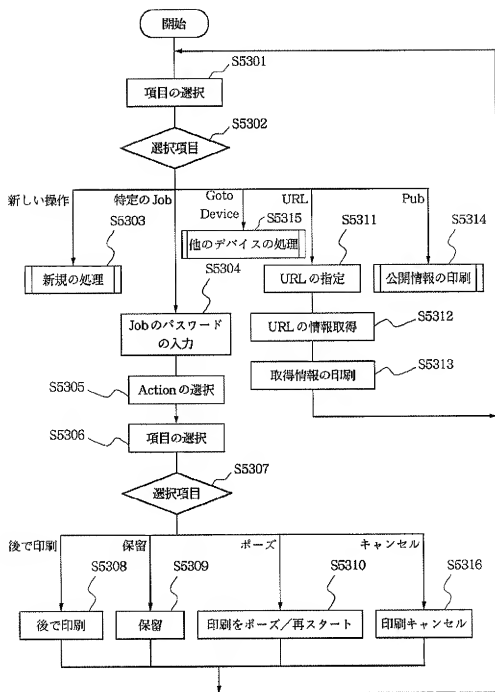 開始
S5301
項目の選択
S5302
選択項目
新しい操作
特定のJob
Goto
Device
URL
Pub
S5303
S5315
S5311
S5314
新規の処理
他のデバイスの処理
URLの指定
公開情報の印刷
S5304
Jobのパスワード
の入力
S5312
URLの情報取得
S5313
取得情報の印刷
S5305
Actionの選択
S5306
項目の選択
S5307
選択項目
後で印刷
保留
ポーズ
キャンセル
S5308
S5309
S5310
S5316
後で印刷
保留
印刷をポーズ/再スタート
印刷キャンセル